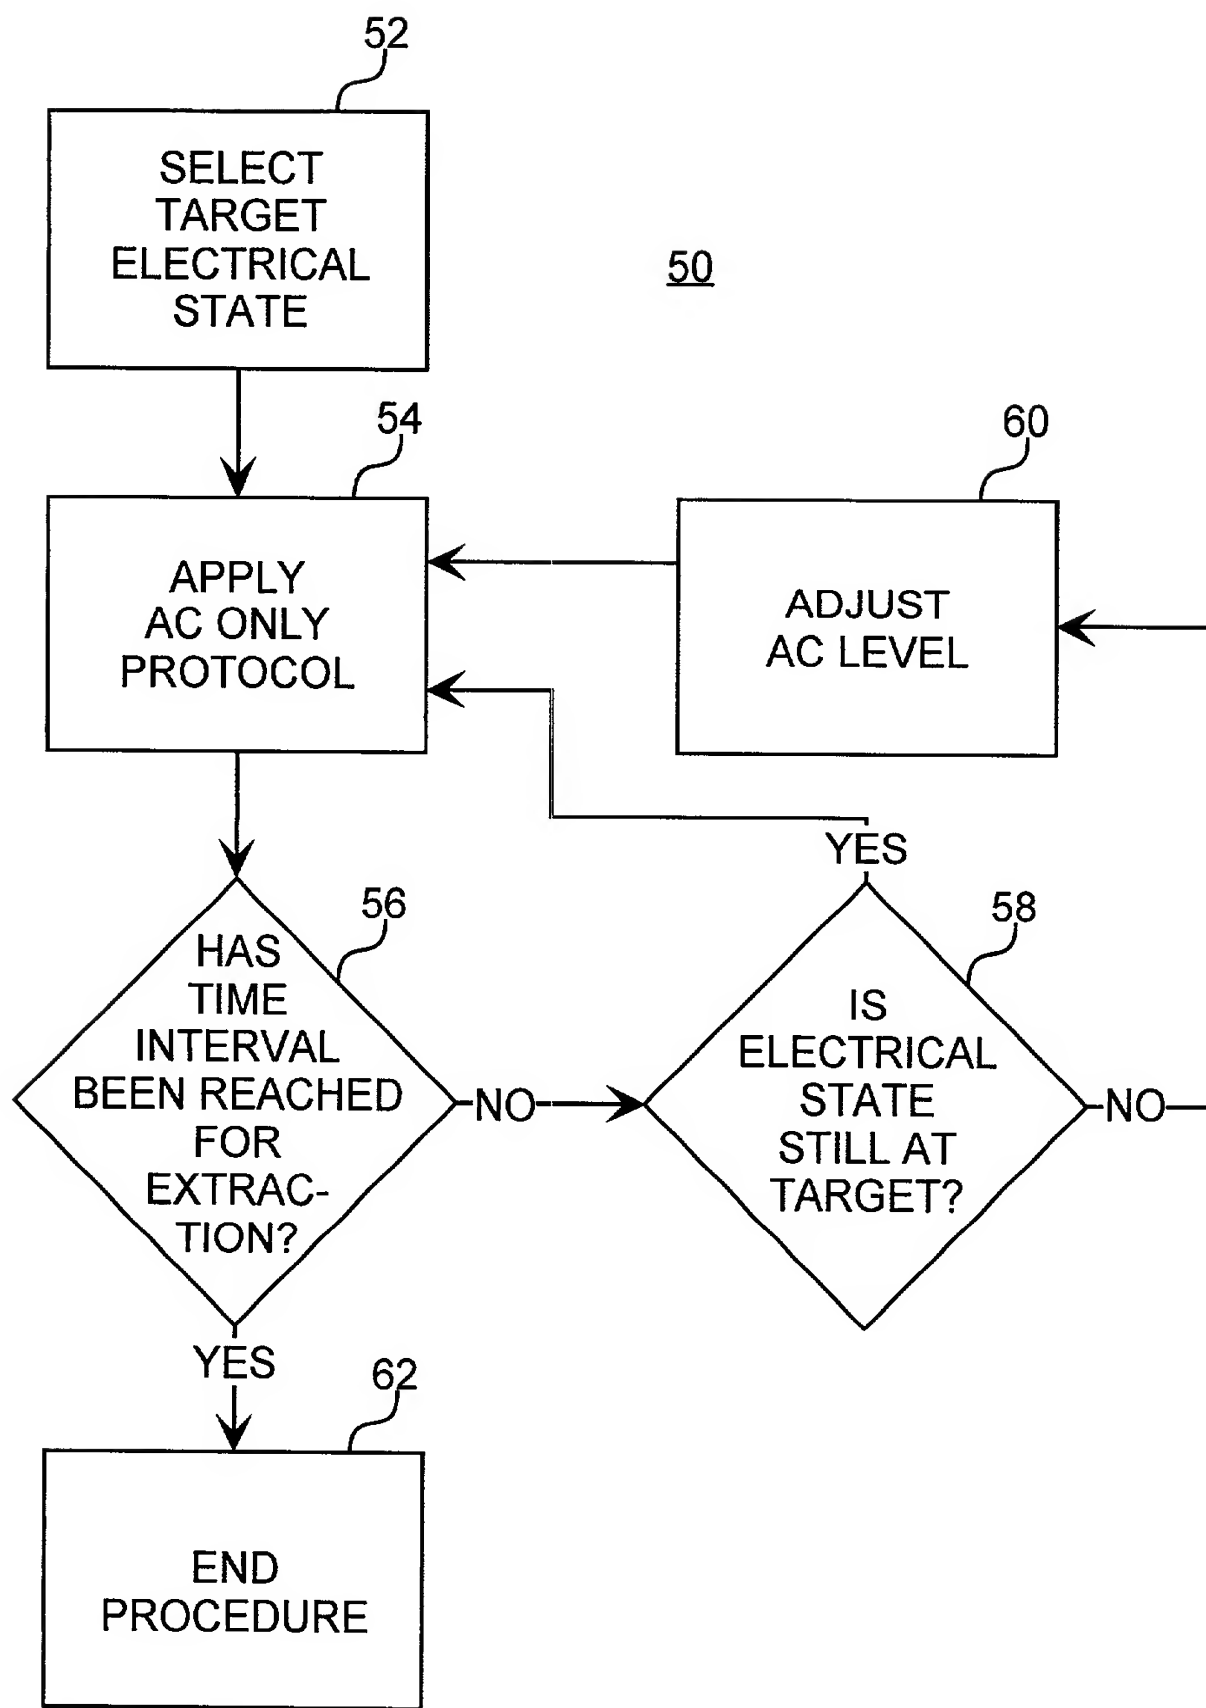 52
SELECT
TARGET
ELECTRICAL
STATE
50
54
APPLY
AC ONLY
PROTOCOL
60
ADJUST
AC LEVEL
56
HAS
TIME
INTERVAL
BEEN REACHED
FOR
EXTRAC-
TION?
NO
YES
58
IS
ELECTRICAL
STATE
STILL AT
TARGET?
NO
YES
62
END
PROCEDURE